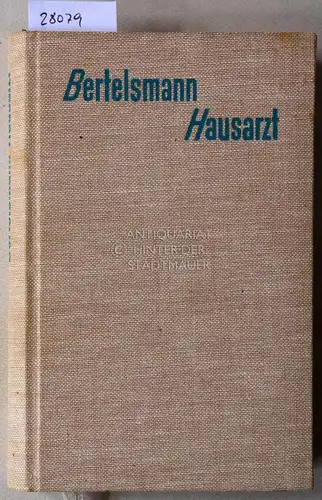 28079
Bertelsmann
Hausarzt
ANTIQUARIAT
© HINTER DER
STADTMAUER